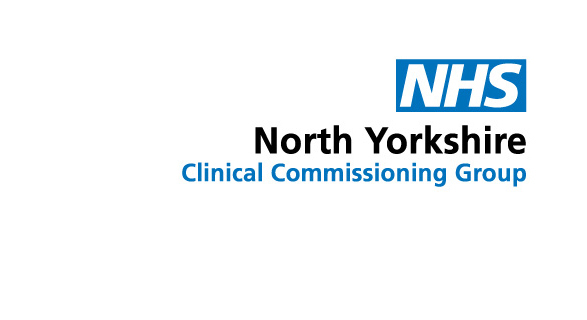 NHS
North Yorkshire
Clinical Commissioning Group